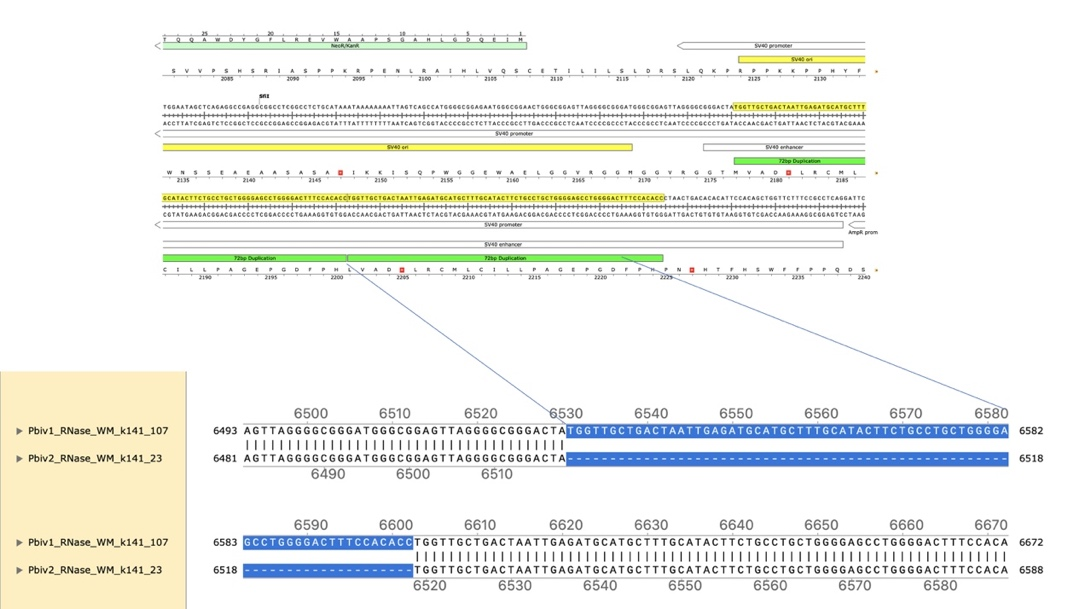 25 20 15 10 5 1
T Q Q A W D Y G F L R E V W A A P S G A H L G D Q E I M
NeoR/KanR
SV40 promoter
SV40 ori
2085 2090 2095 2100 2105 2110 2115 2120 2125 2130
SfiI
TGGAATAGCTCAGAGGCCGAGGCGGCCTCGGCCTCTGCATAAATAAAAAAAATTAGTCAGCCATGGGGCGGAGAATGGGCGGAACTGGGCGGAGTTAGGGGCGGGATGGGCGGAGTTAGGGGCGGGACTATGGTTGCTGACTAATTGAGATGCATGCTTT
ACCTTATCGAGTCTCCGGCTCCGCCGGAGCCGGAGACGTATTTATTTTTTTTAATCAGTCGGTACCCCGCCTCTTACCCGCCTTGACCCGCCTCAATCCCCGCCCTACCCGCCTCAATCCCCGCCCTGATACCAACGACTGATTAACTCTACGTACGAAA
SV40 promoter
SV40 ori SV40 enhancer
72bp Duplication
2135 2140 2145 2150 2155 2160 2165 2170 2175 2180 2185
GCATACTTCTGCCTGCTGGGGAGCCTGGGGACTTTCCACACCTGGTTGCTGACTAATTGAGATGCATGCTTTGCATACTTCTGCCTGCTGGGGAGCCTGGGGACTTTCCACACCCTAACTGACACACATTCCACAGCTGGTTCTTTCCGCCTCAGGATTC
CGTATGAAGACGGACGACCCCTCGGACCCCTGAAAGGTGTGGACCAACGACTGATTAACTCTACGTACGAAACGTATGAAGACGGACGACCCCTCGGACCCCTGAAAGGTGTGGGATTGACTGTGTGTAAGGTGTCGACCAAGAAAGGCGGAGTCCTAAG
SV40 promoter AmpR prom
SV40 enhancer
72bp Duplication 72bp Duplication
2190 2195 2200 2205 2210 2215 2220 2225 2230 2235 2240
6500 6510 6520 6530 6540 6550 6560 6570 6580
Pbiv1_RNase_WM_k141_107 6493 AGTTAGGGGCGGGATGGGCGGAGTTAGGGGCGGGACTATGGTTGCTGACTAATTGAGATGCATGCTTTGCATACTTCTGCCTGCTGGGGA 6582
Pbiv2_RNase_WM_k141_23 6481 AGTTAGGGGCGGGATGGGCGGAGTTAGGGGCGGGACTA---------------------------------------------------- 6518
6490 6500 6510
6590 6600 6610 6620 6630 6640 6650 6660 6670
Pbiv1_RNase_WM_k141_107 6583 GCCTGGGGACTTTCCACACCTGGTTGCTGACTAATTGAGATGCATGCTTTGCATACTTCTGCCTGCTGGGGAGCCTGGGGACTTTCCACA 6672
Pbiv2_RNase_WM_k141_23 6518 --------------------TGGTTGCTGACTAATTGAGATGCATGCTTTGCATACTTCTGCCTGCTGGGGAGCCTGGGGACTTTCCACA 6588
6520 6530 6540 6550 6560 6570 6580